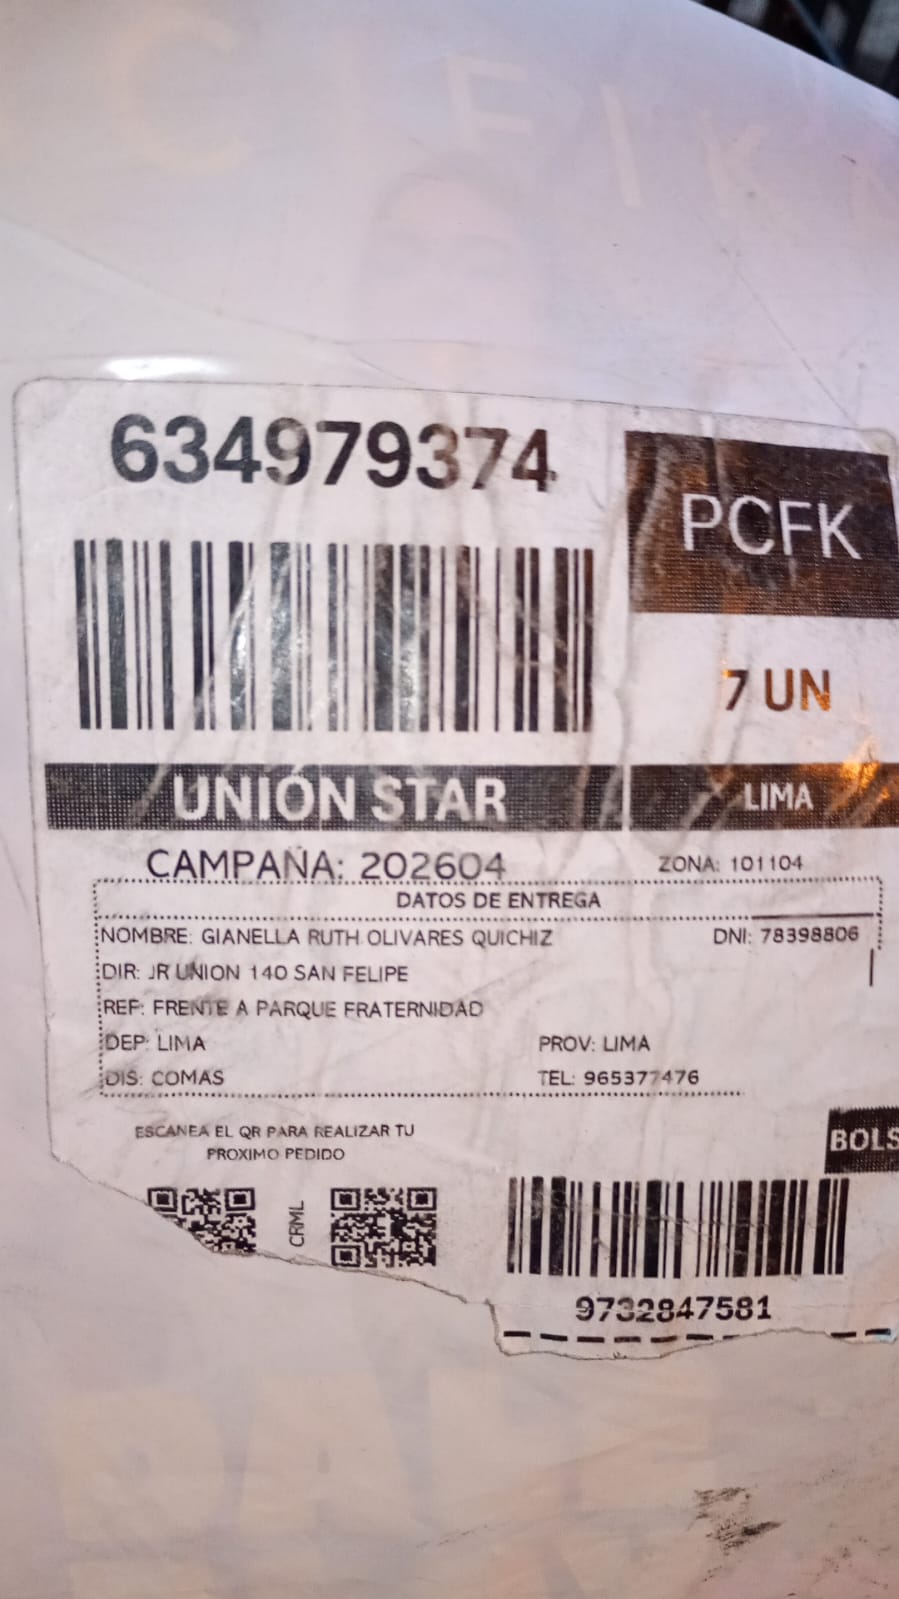 634979374
PCFK
7 UN
UNIÓN STAR
LIMA
CAMPAÑA: 202604
ZONA: 101104
DATOS DE ENTREGA
NOMBRE: GIANELLA RUTH OLIVARES QUICHIZ
DNI: 78398806
DIR: JR UNION 140 SAN FELIPE
REF: FRENTE A PARQUE FRATERNIDAD
DEP: LIMA
PROV: LIMA
DIS: COMAS
TEL: 965377476
ESCANEA EL QR PARA REALIZAR TU
PROXIMO PEDIDO
BOLS
CRML
9732847581